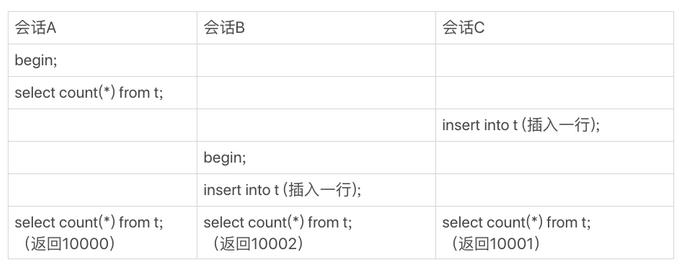 会话A 会话B 会话C
begin;
select count(*) from t;
insert into t (插入一行);
begin;
insert into t (插入一行);
select count(*) from t; select count(*) from t; select count(*) from t;
（返回10000） （返回10002） （返回10001）